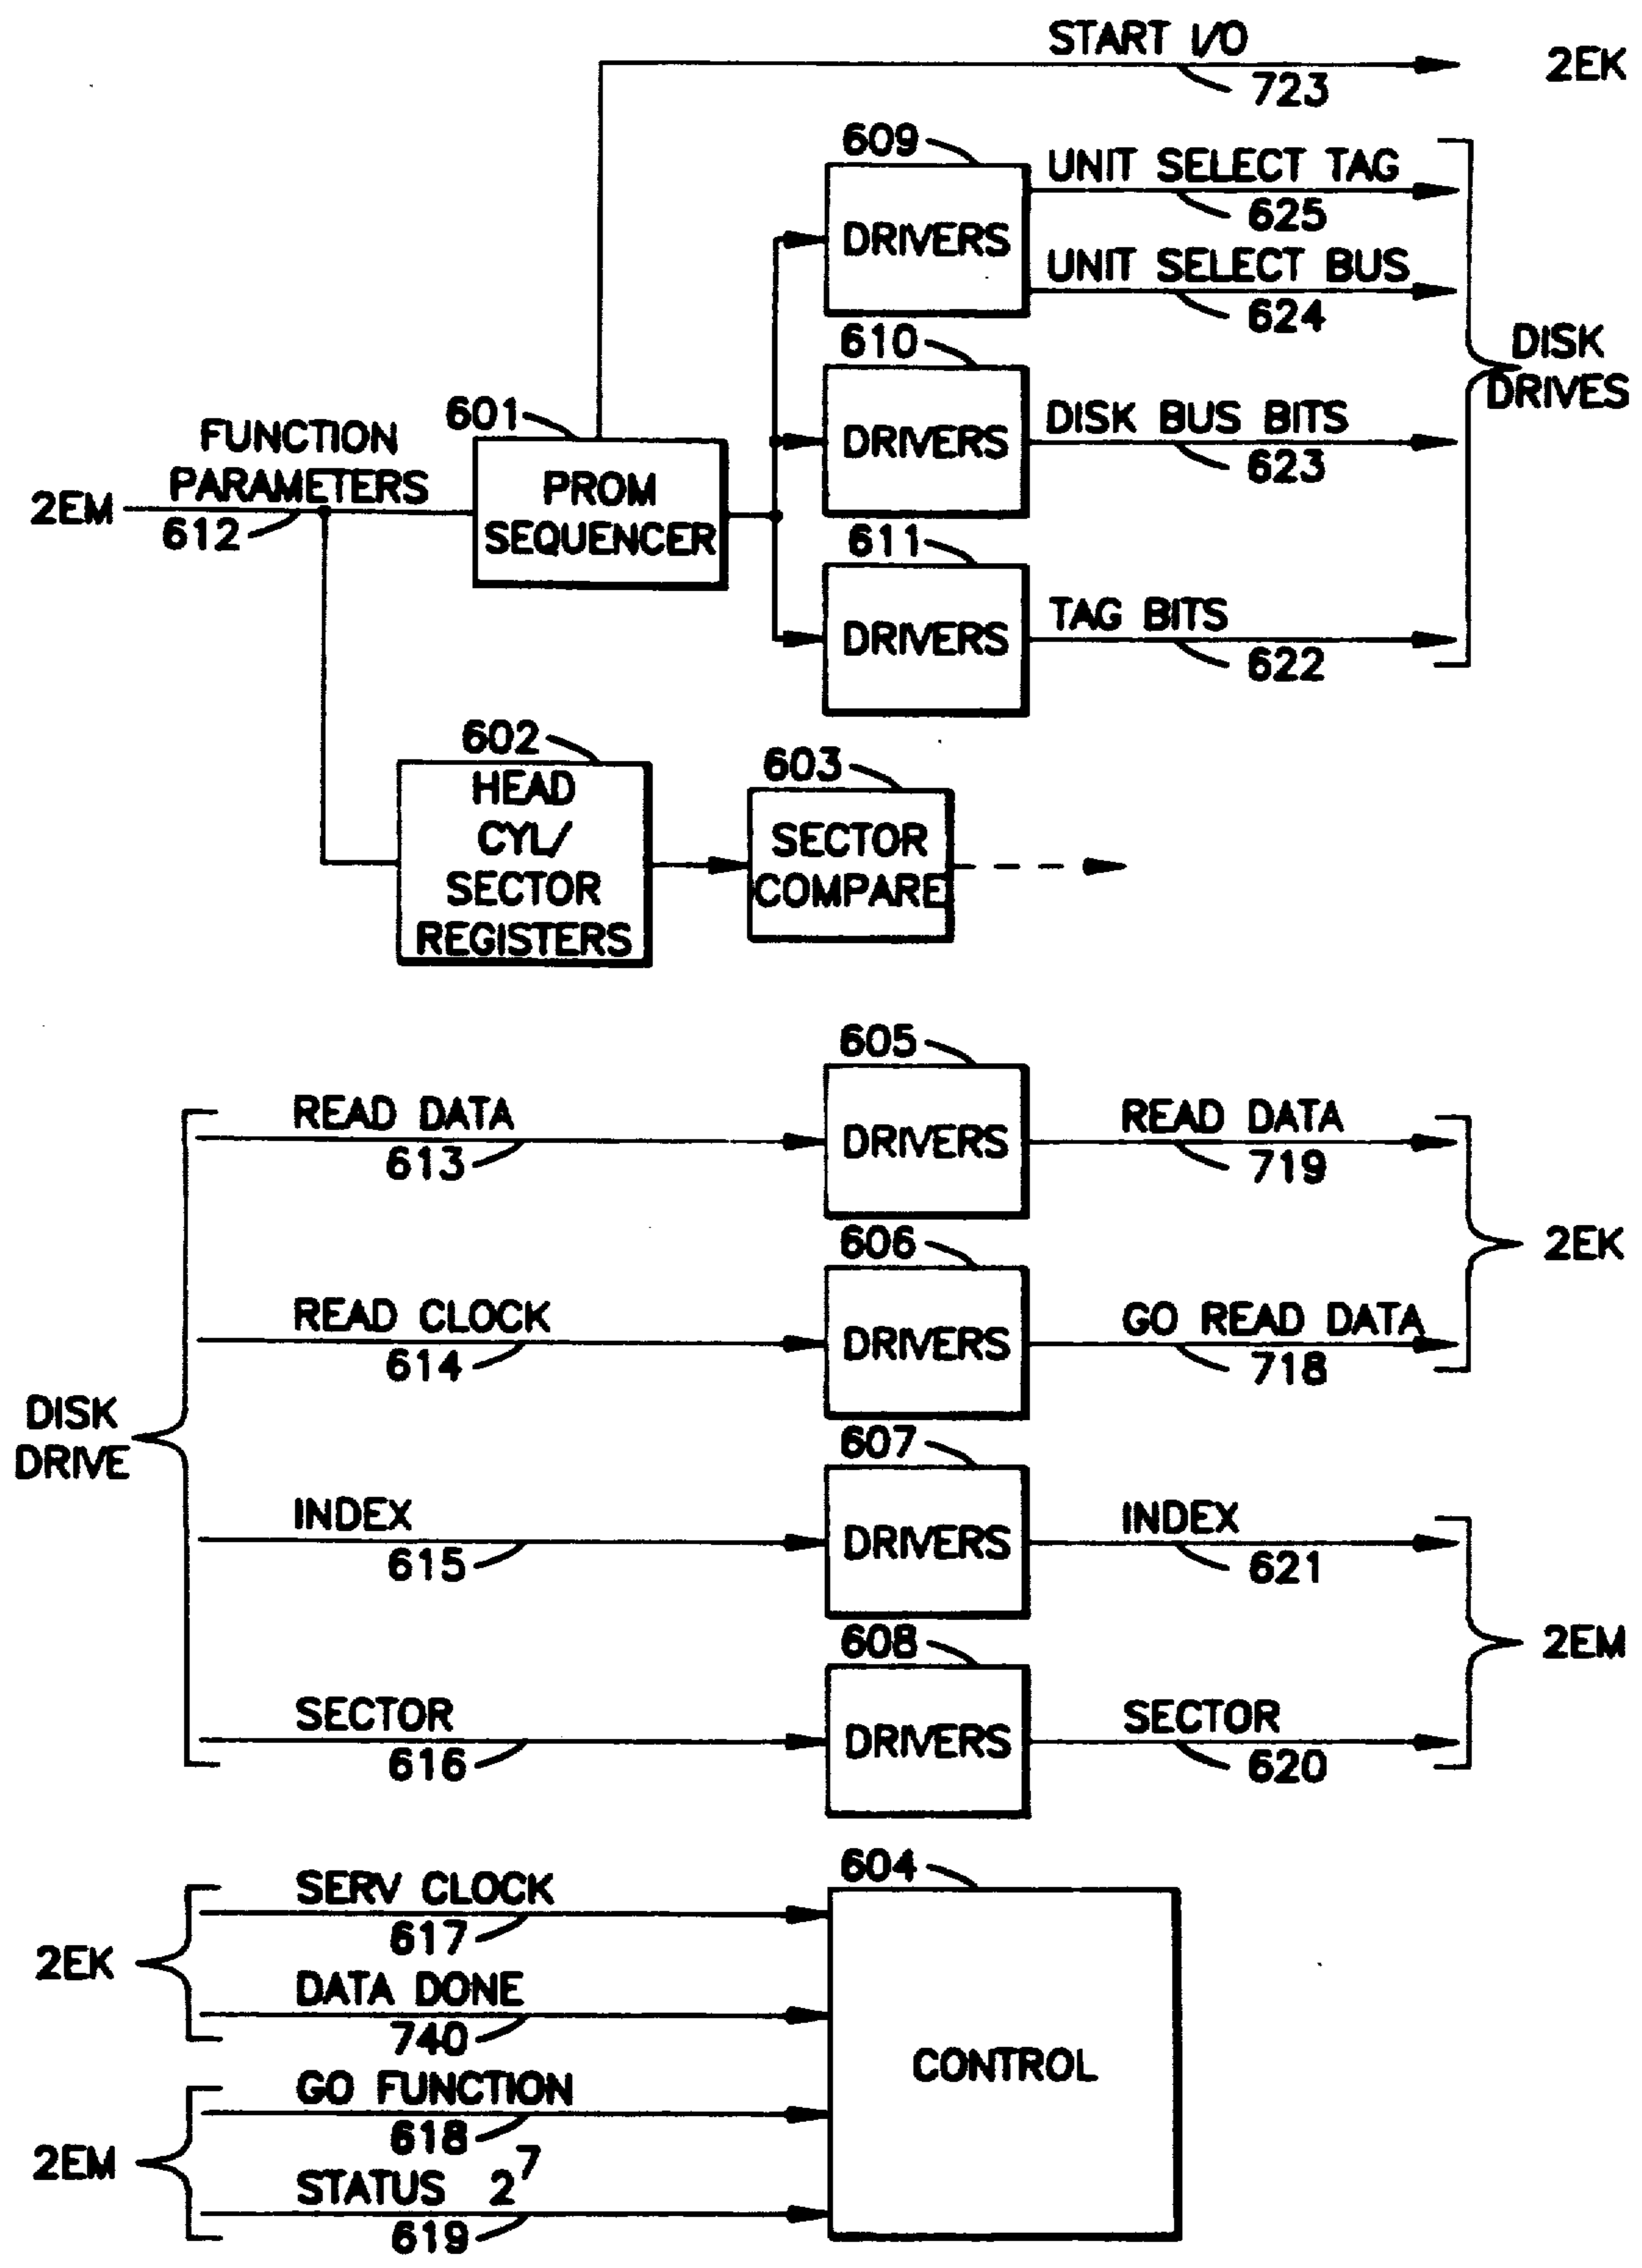 START I/O
723
2EK
609
DRIVERS
UNIT SELECT TAG
625
UNIT SELECT BUS
624
610
DRIVERS
DISK BUS BITS
623
DISK
DRIVES
FUNCTION
PARAMETERS
2EM
612
601
PROM
SEQUENCER
611
DRIVERS
TAG BITS
622
602
HEAD
CYL/
SECTOR
REGISTERS
603
SECTOR
COMPARE
605
READ DATA
613
DRIVERS
READ DATA
719
606
READ CLOCK
614
DRIVERS
GO READ DATA
718
2EK
DISK
DRIVE
607
INDEX
615
DRIVERS
INDEX
621
608
SECTOR
616
DRIVERS
SECTOR
620
2EM
604
SERV CLOCK
617
2EK
DATA DONE
740
CONTROL
GO FUNCTION
618
2EM
STATUS 2⁷
619